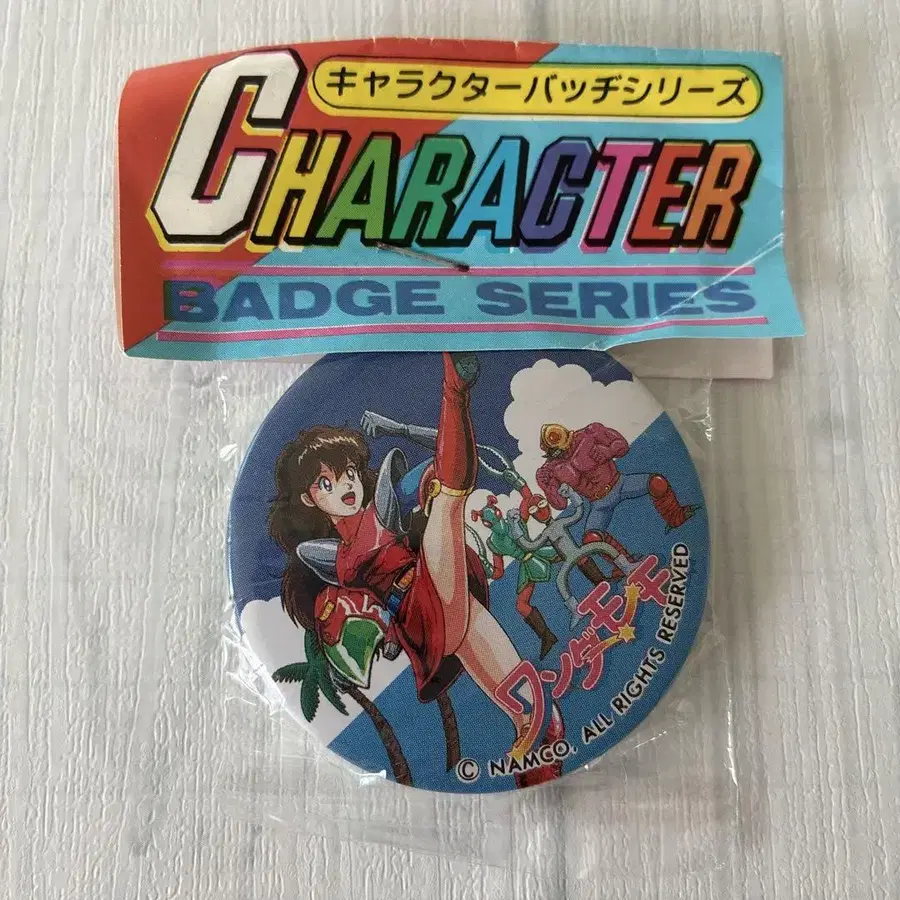 キャラクターバッヂシリーズ
CHARACTER
BADGE SERIES
ワンダーモモ
© NAMCO. ALL RIGHTS RESERVED